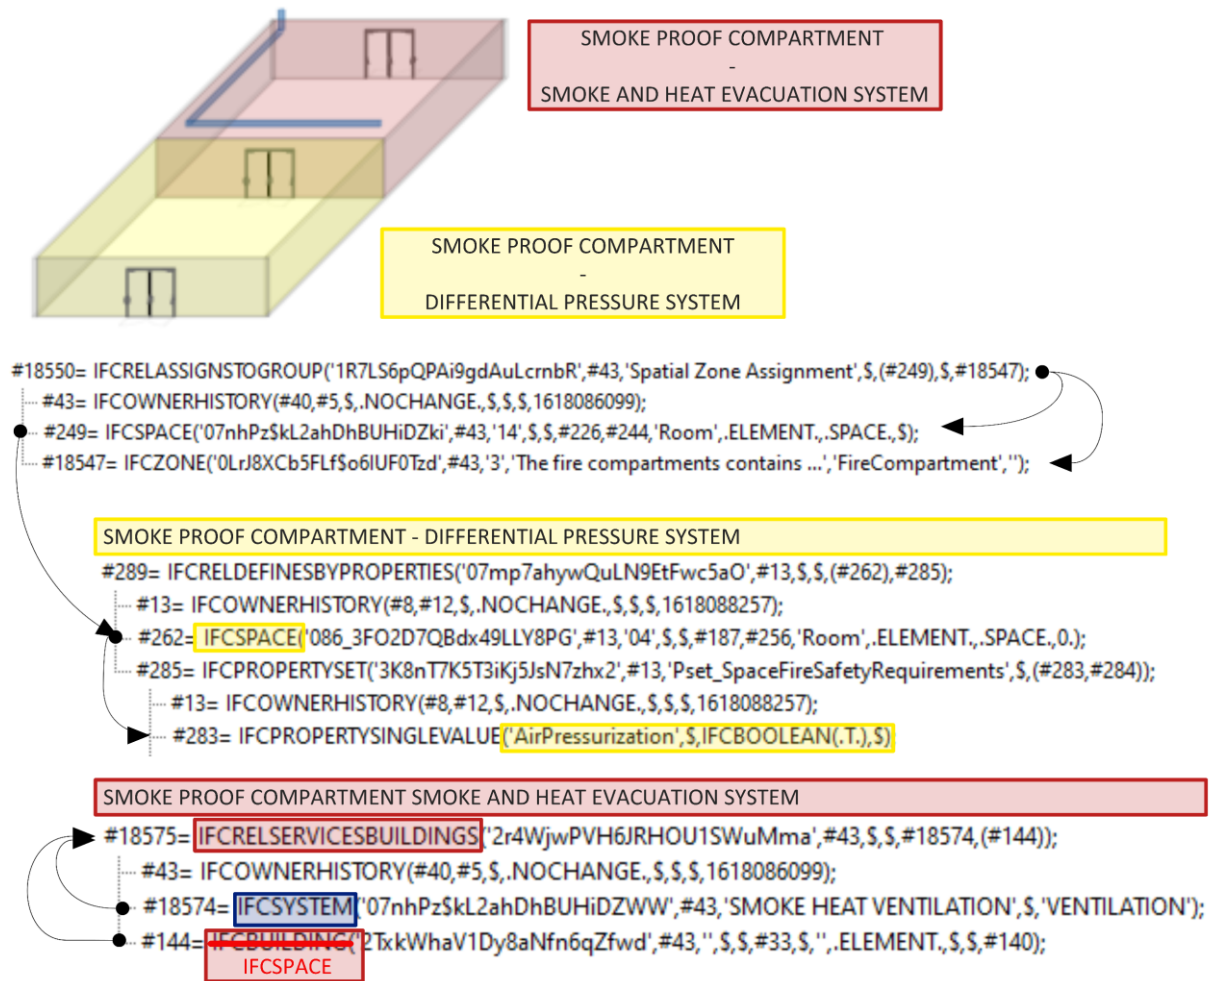 SMOKE PROOF COMPARTMENT
-
SMOKE AND HEAT EVACUATION SYSTEM
SMOKE PROOF COMPARTMENT
-
DIFFERENTIAL PRESSURE SYSTEM
#18550= IFCRELASSIGNSTOGROUP('1R7LS6pQPAi9gdAuLcrnbR',#43,'Spatial Zone Assignment',$,(#249),$,#18547);
#43= IFCOWNERHISTORY(#40,#5,$,.NOCHANGE.,$,$,$,1618086099);
#249= IFCSPACE('07nhPz$kL2ahDhBUHiDZki',#43,'14',$,$,#226,#244,'Room',.ELEMENT.,.SPACE.,$);
#18547= IFCZONE('0LrJ8XCb5FLf$o6lUF0Tzd',#43,'3','The fire compartments contains ...','FireCompartment','');
SMOKE PROOF COMPARTMENT - DIFFERENTIAL PRESSURE SYSTEM
#289= IFCRELDEFINESBYPROPERTIES('07mp7ahywQuLN9EtFwc5aO',#13,$,$,(#262),#285);
#13= IFCOWNERHISTORY(#8,#12,$,.NOCHANGE.,$,$,$,1618088257);
#262= IFCSPACE('086_3FO2D7QBdx49LLY8PG',#13,'04',$,$,#187,#256,'Room',.ELEMENT.,.SPACE.,0.);
#285= IFCPROPERTYSET('3K8nT7K5T3iKj5JsN7zhx2',#13,'Pset_SpaceFireSafetyRequirements',$,(#283,#284));
#13= IFCOWNERHISTORY(#8,#12,$,.NOCHANGE.,$,$,$,1618088257);
#283= IFCPROPERTYSINGLEVALUE('AirPressurization',$,IFCBOOLEAN(.T.),$)
SMOKE PROOF COMPARTMENT SMOKE AND HEAT EVACUATION SYSTEM
#18575= IFCRELSERVICESBUILDINGS('2r4WjwPVH6JRHOU1SWuMma',#43,$,$,#18574,(#144));
#43= IFCOWNERHISTORY(#40,#5,$,.NOCHANGE.,$,$,$,1618086099);
#18574= IFCSYSTEM('07nhPz$kL2ahDhBUHiDZWW',#43,'SMOKE HEAT VENTILATION',$,'VENTILATION');
#144= IFCBUILDING('2TxkWhaV1Dy8aNfn6qZfwd',#43,'',$,$,#33,$,'',.ELEMENT.,$,$,#140);
IFCSPACE